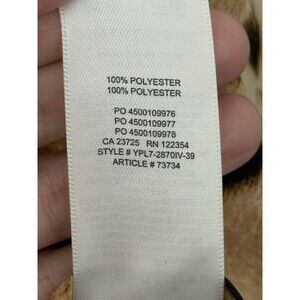 100% POLYESTER
100% POLYESTER
PO 4500109976
PO 4500109977
PO 4500109978
CA 23725 RN 122354
STYLE # YPL7-2870IV-39
ARTICLE # 73734